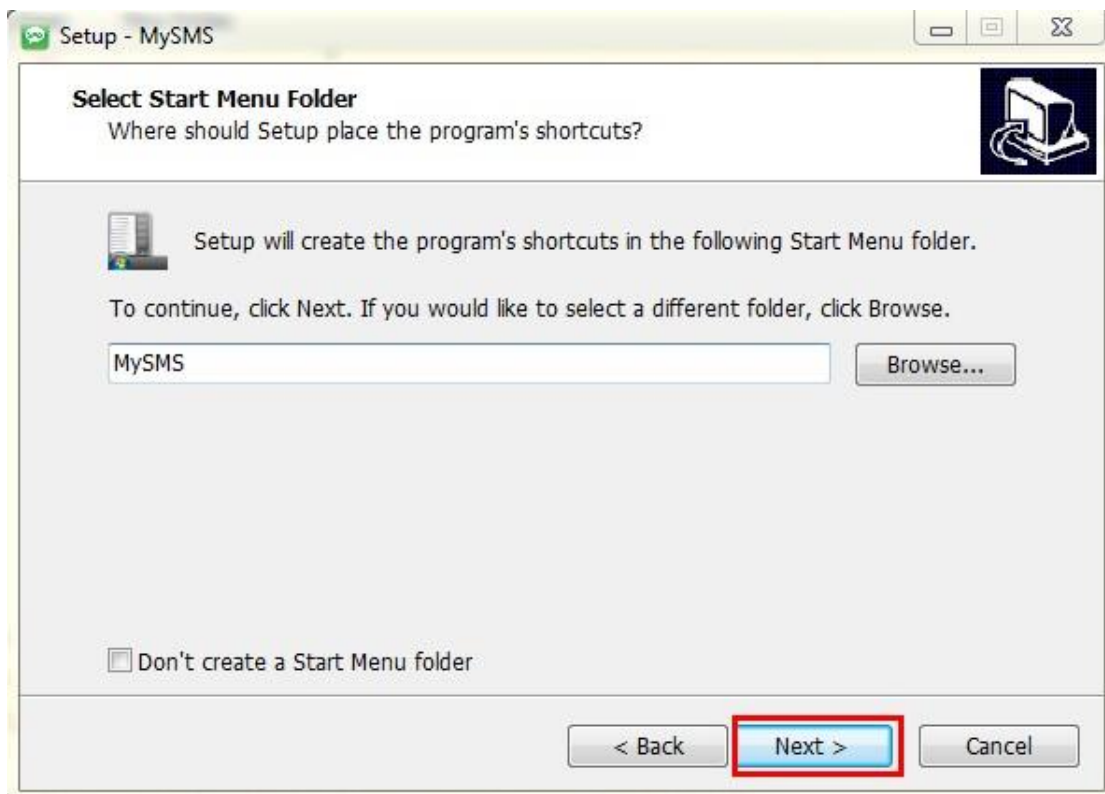 Setup - MySMS
Select Start Menu Folder
Where should Setup place the program's shortcuts?
Setup will create the program's shortcuts in the following Start Menu folder.
To continue, click Next. If you would like to select a different folder, click Browse.
MySMS
Browse...
Don't create a Start Menu folder
< Back
Next >
Cancel